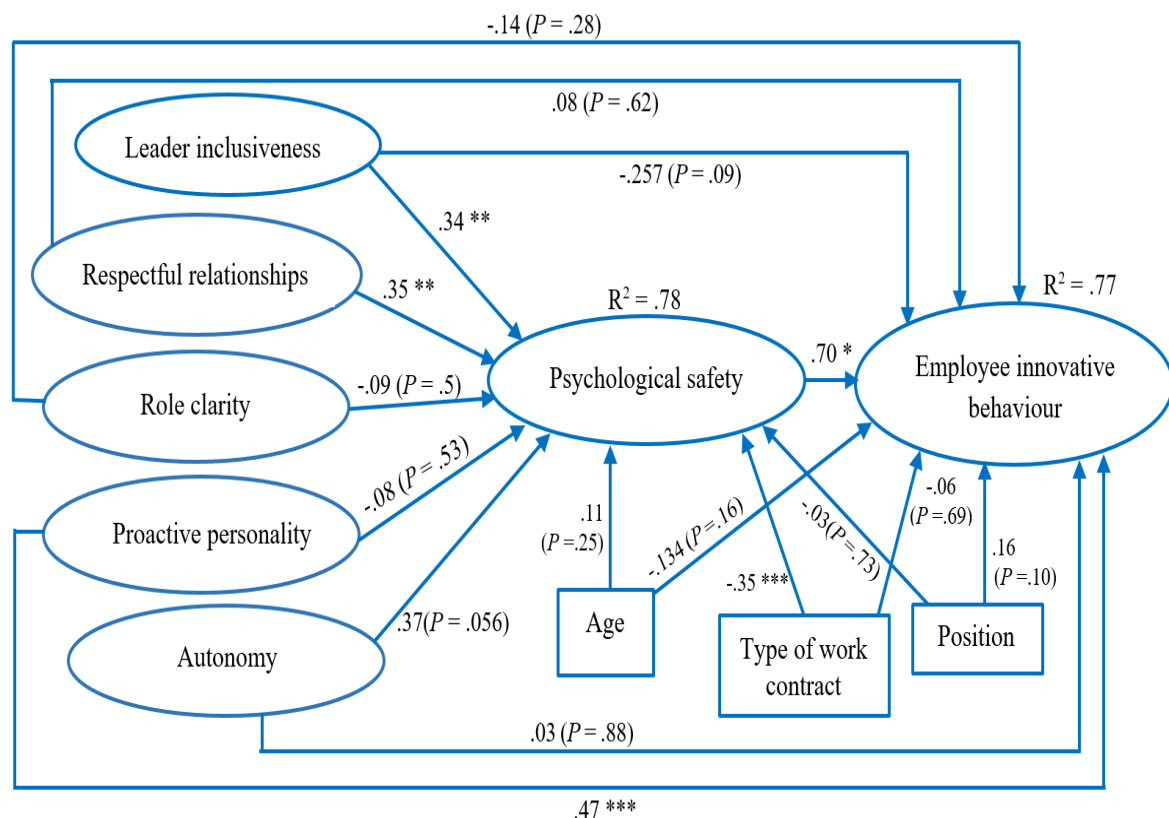 -.14 (P = .28)
.08 (P = .62)
Leader inclusiveness
-.257 (P = .09)
.34 **
Respectful relationships
.35 **
R² = .78
R² = .77
Role clarity
-.09 (P = .5)
Psychological safety
.70 *
Employee innovative
behaviour
Proactive personality
-.08 (P = .53)
.11
(P =.25)
-.134 (P =.16)
-.03 (P =.73)
-.06
(P =.69)
.16
(P =.10)
-.35 ***
Autonomy
.37(P = .056)
Age
Type of work
contract
Position
.03 (P = .88)
.47 ***